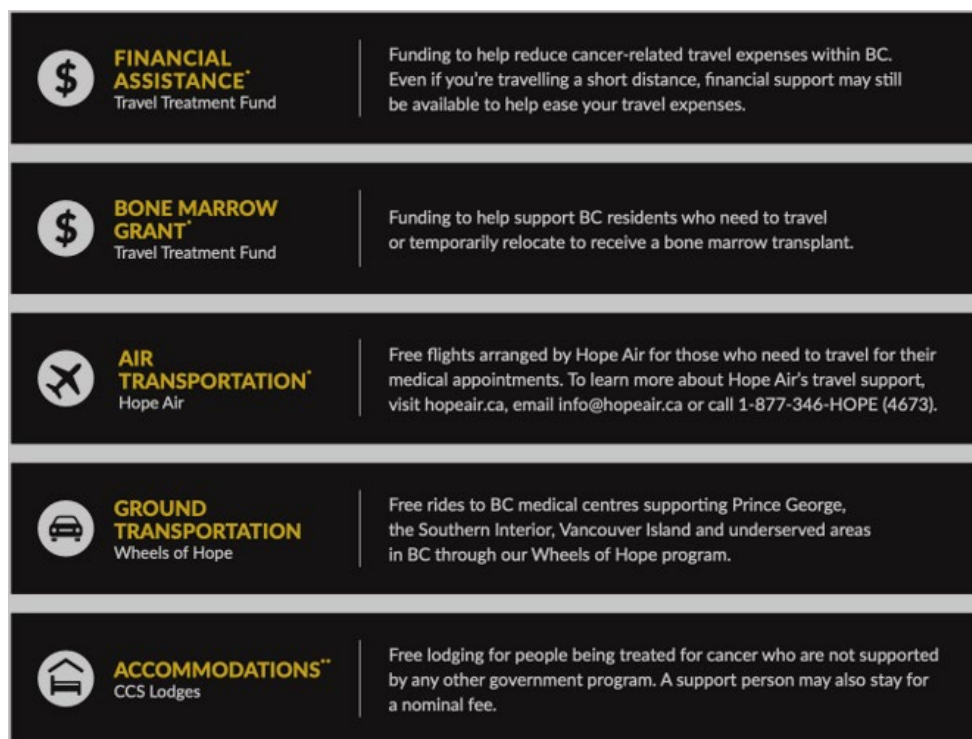 $
FINANCIAL
ASSISTANCE*
Travel Treatment Fund
Funding to help reduce cancer-related travel expenses within BC.
Even if you're travelling a short distance, financial support may still
be available to help ease your travel expenses.
$
BONE MARROW
GRANT*
Travel Treatment Fund
Funding to help support BC residents who need to travel
or temporarily relocate to receive a bone marrow transplant.
AIR
TRANSPORTATION*
Hope Air
Free flights arranged by Hope Air for those who need to travel for their
medical appointments. To learn more about Hope Air's travel support,
visit hopeair.ca, email info@hopeair.ca or call 1-877-346-HOPE (4673).
GROUND
TRANSPORTATION
Wheels of Hope
Free rides to BC medical centres supporting Prince George,
the Southern Interior, Vancouver Island and underserved areas
in BC through our Wheels of Hope program.
ACCOMMODATIONS**
CCS Lodges
Free lodging for people being treated for cancer who are not supported
by any other government program. A support person may also stay for
a nominal fee.